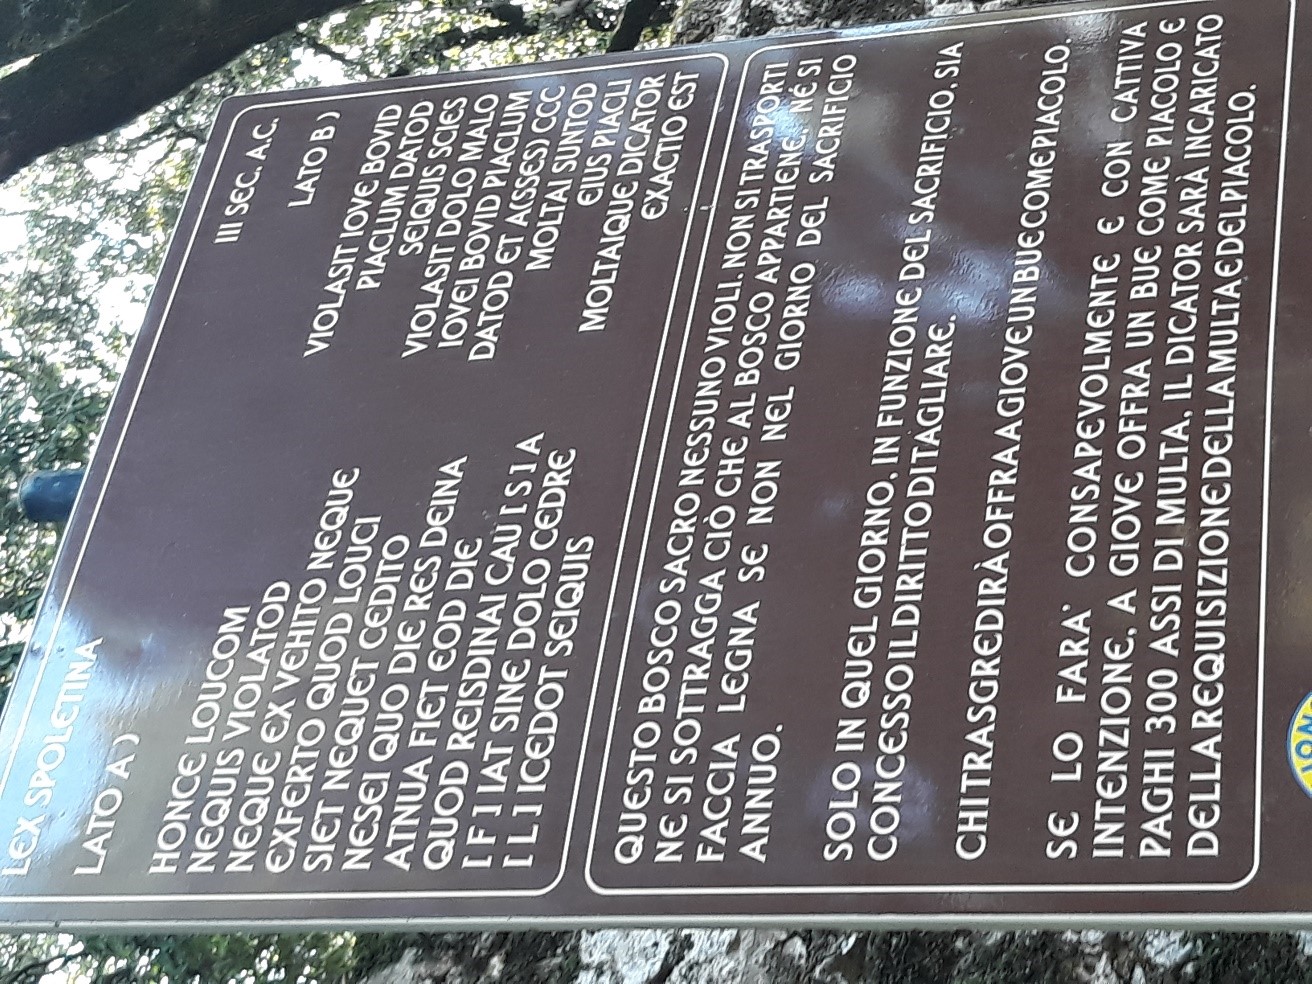 LEX SPOLETINA
III SEC. A.C.
LATO A )
HONCE LOUCOM
NEQUIS VIOLATOD
NEQUE EX VEHITO NEQUE
EXFERTO QUOD LOUCI
SIET NEQUET CEDITO
NESEI QUO DIE RES DEINA
ATNUA FIET EOD DIE
QUOD REISDINAI CAU [ S ] A
[ F ] IAT SINE DOLO CEDRE
[ L ] ICEDOT SEIQUIS
LATO B )
VIOLASIT IOVE BOVID
PIACLUM DATOD
SEIQUIS SCIES
VIOLASIT DOLO MALO
IOVEI BOVID PIACLUM
DATOD ET A(SSES) CCC
MOLTAI SUNTOD
EIUS PIACLI
MOLTAIQUE DICATOR
EXACTIO EST
QUESTO BOSCO SACRO NESSUNO VIOLI. NON SI TRASPORTI
NE SI SOTTRAGGA CIÒ CHE AL BOSCO APPARTIENE, NÉ SI
FACCIA LEGNA SE NON NEL GIORNO DEL SACRIFICIO
ANNUO.
SOLO IN QUEL GIORNO, IN FUNZIONE DEL SACRIFICIO, SIA
CONCESSO IL DIRITTO DI TAGLIARE.
CHI TRASGREDIRÀ OFFRA A GIOVE UN BUE COME PIACOLO.
SE LO FARA' CONSAPEVOLMENTE E CON CATTIVA
INTENZIONE, A GIOVE OFFRA UN BUE COME PIACOLO E
PAGHI 300 ASSI DI MULTA. IL DICATOR SARÀ INCARICATO
DELLA REQUISIZIONE DELLA MULTA E DEL PIACOLO.